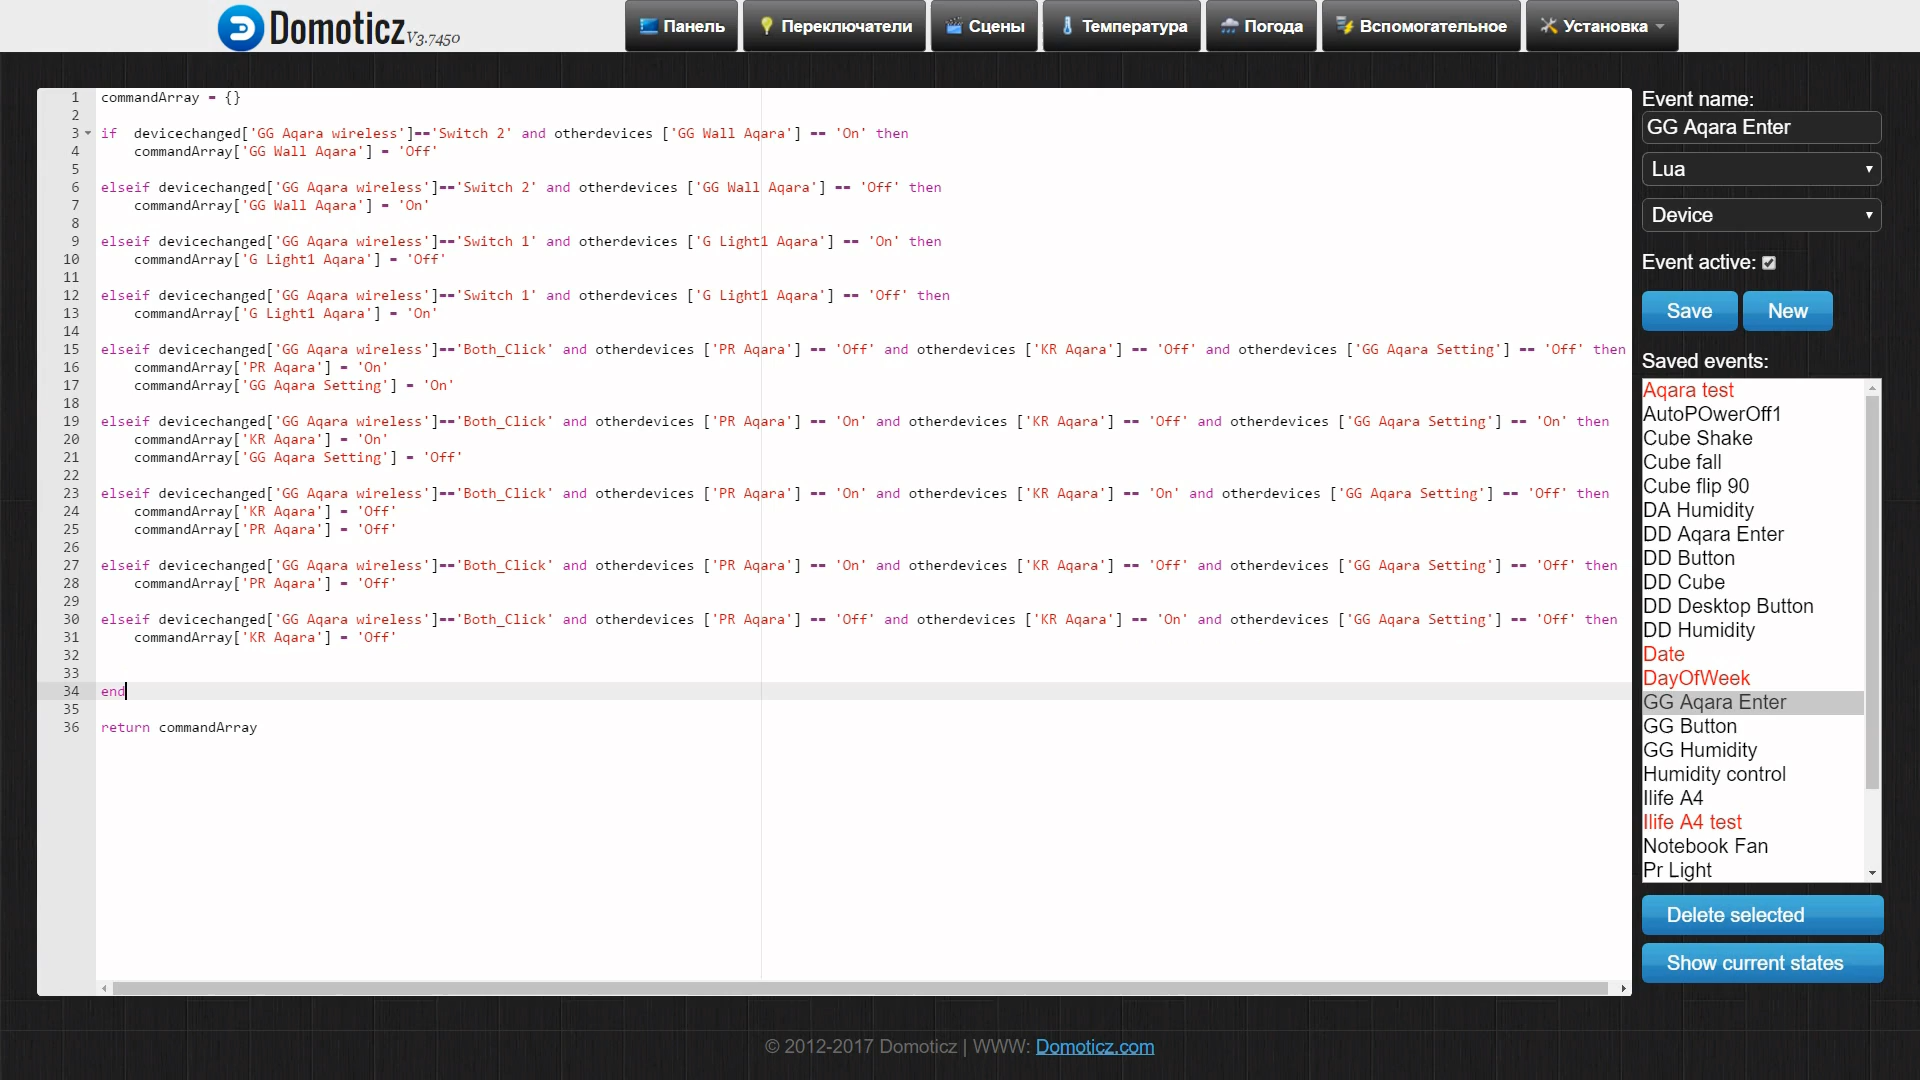 Domoticz V3.7450
Панель
Переключатели
Сцены
Температура
Погода
Вспомогательное
Установка
1 commandArray = {}
2
3 if  devicechanged['GG Aqara wireless']=='Switch 2' and otherdevices ['GG Wall Aqara'] == 'On' then
4     commandArray['GG Wall Aqara'] = 'Off'
5
6 elseif devicechanged['GG Aqara wireless']=='Switch 2' and otherdevices ['GG Wall Aqara'] == 'Off' then
7     commandArray['GG Wall Aqara'] = 'On'
8
9 elseif devicechanged['GG Aqara wireless']=='Switch 1' and otherdevices ['G Light1 Aqara'] == 'On' then
10     commandArray['G Light1 Aqara'] = 'Off'
11
12 elseif devicechanged['GG Aqara wireless']=='Switch 1' and otherdevices ['G Light1 Aqara'] == 'Off' then
13     commandArray['G Light1 Aqara'] = 'On'
14
15 elseif devicechanged['GG Aqara wireless']=='Both_Click' and otherdevices ['PR Aqara'] == 'Off' and otherdevices ['KR Aqara'] == 'Off' and otherdevices ['GG Aqara Setting'] == 'Off' then
16     commandArray['PR Aqara'] = 'On'
17     commandArray['GG Aqara Setting'] = 'On'
18
19 elseif devicechanged['GG Aqara wireless']=='Both_Click' and otherdevices ['PR Aqara'] == 'On' and otherdevices ['KR Aqara'] == 'Off' and otherdevices ['GG Aqara Setting'] == 'On' then
20     commandArray['KR Aqara'] = 'On'
21     commandArray['GG Aqara Setting'] = 'Off'
22
23 elseif devicechanged['GG Aqara wireless']=='Both_Click' and otherdevices ['PR Aqara'] == 'On' and otherdevices ['KR Aqara'] == 'On' and otherdevices ['GG Aqara Setting'] == 'Off' then
24     commandArray['KR Aqara'] = 'Off'
25     commandArray['PR Aqara'] = 'Off'
26
27 elseif devicechanged['GG Aqara wireless']=='Both_Click' and otherdevices ['PR Aqara'] == 'On' and otherdevices ['KR Aqara'] == 'Off' and otherdevices ['GG Aqara Setting'] == 'Off' then
28     commandArray['PR Aqara'] = 'Off'
29
30 elseif devicechanged['GG Aqara wireless']=='Both_Click' and otherdevices ['PR Aqara'] == 'Off' and otherdevices ['KR Aqara'] == 'On' and otherdevices ['GG Aqara Setting'] == 'Off' then
31     commandArray['KR Aqara'] = 'Off'
32
33
34 end
35
36 return commandArray
Event name:
GG Aqara Enter
Lua
Device
Event active:
Save
New
Saved events:
Aqara test
AutoPOwerOff1
Cube Shake
Cube fall
Cube flip 90
DA Humidity
DD Aqara Enter
DD Button
DD Cube
DD Desktop Button
DD Humidity
Date
DayOfWeek
GG Aqara Enter
GG Button
GG Humidity
Humidity control
Ilife A4
Ilife A4 test
Notebook Fan
Pr Light
Delete selected
Show current states
© 2012-2017 Domoticz | WWW: Domoticz.com